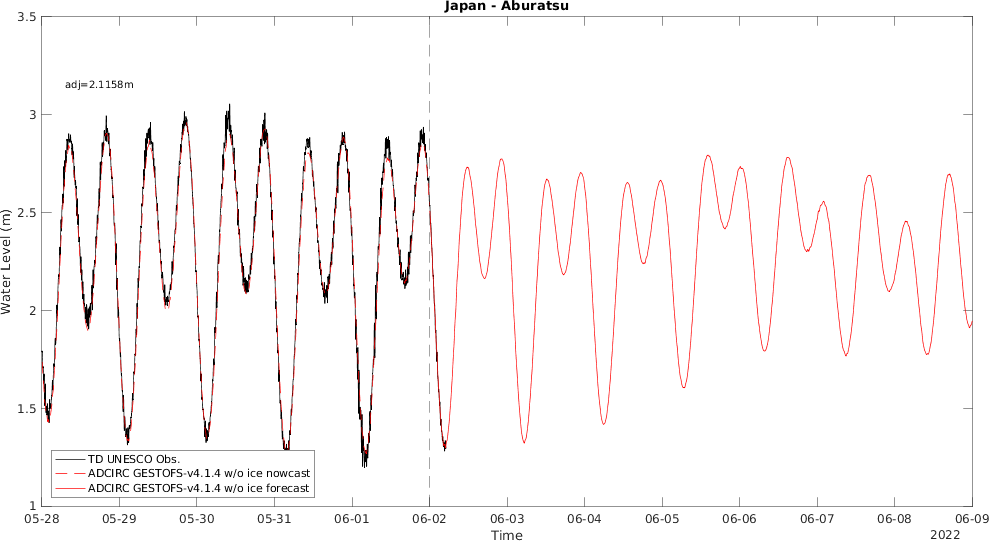 Japan - Aburatsu
3.5
adj=2.1158m
3
2.5
Water Level (m)
2
1.5
TD UNESCO Obs.
ADCIRC GESTOFS-v4.1.4 w/o ice nowcast
ADCIRC GESTOFS-v4.1.4 w/o ice forecast
1
05-28 05-29 05-30 05-31 06-01 06-02 06-03 06-04 06-05 06-06 06-07 06-08 06-09
Time
2022